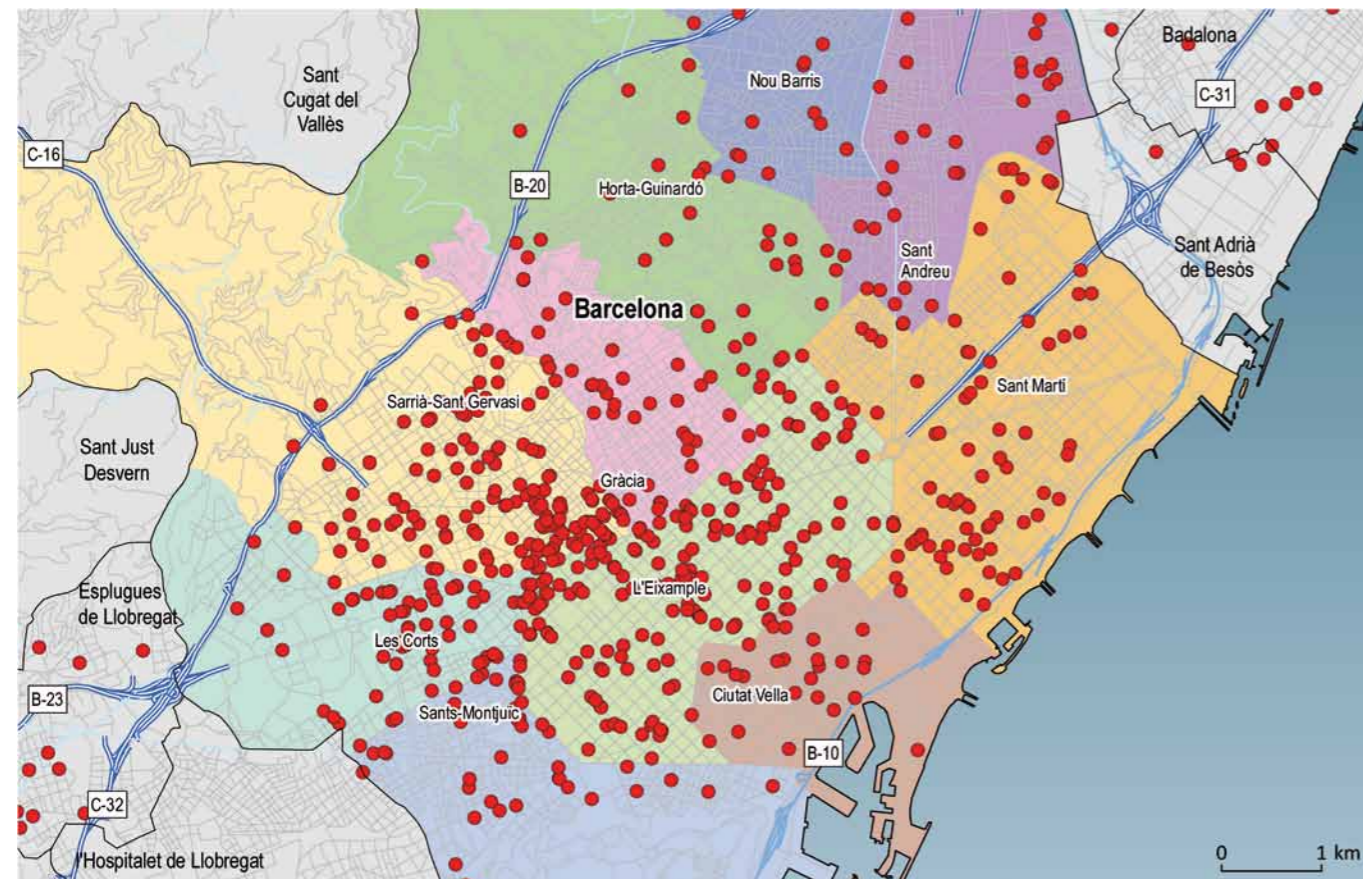 Badalona
Sant
Cugat del
Vallès
Nou Barris
C-31
C-16
B-20
Horta-Guinardó
Sant
Andreu
Sant Adrià
de Besòs
Barcelona
Sant Martí
Sarrià-Sant Gervasi
Sant Just
Desvern
Gràcia
Esplugues
de Llobregat
L'Eixample
Les Corts
Ciutat Vella
B-23
Sants-Montjuïc
B-10
C-32
l'Hospitalet de Llobregat
0 1 km